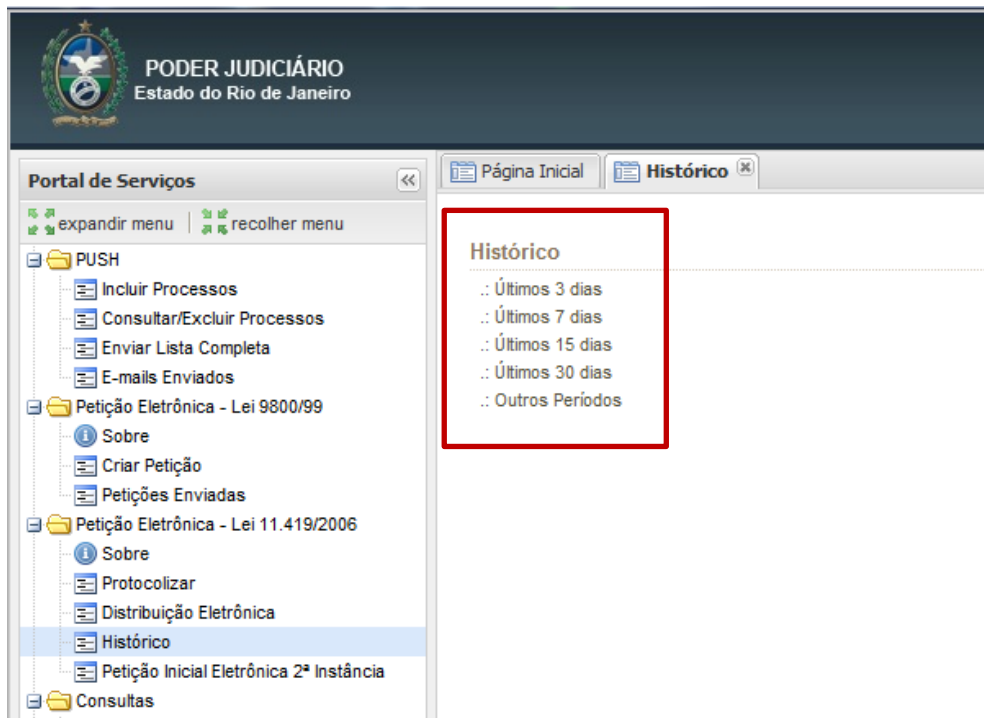 PODER JUDICIÁRIO
Estado do Rio de Janeiro
Portal de Serviços
expandir menu
recolher menu
PUSH
Incluir Processos
Consultar/Excluir Processos
Enviar Lista Completa
E-mails Enviados
Petição Eletrônica - Lei 9800/99
Sobre
Criar Petição
Petições Enviadas
Petição Eletrônica - Lei 11.419/2006
Sobre
Protocolizar
Distribuição Eletrônica
Histórico
Petição Inicial Eletrônica 2ª Instância
Consultas
Página Inicial
Histórico
Histórico
.: Últimos 3 dias
.: Últimos 7 dias
.: Últimos 15 dias
.: Últimos 30 dias
.: Outros Períodos